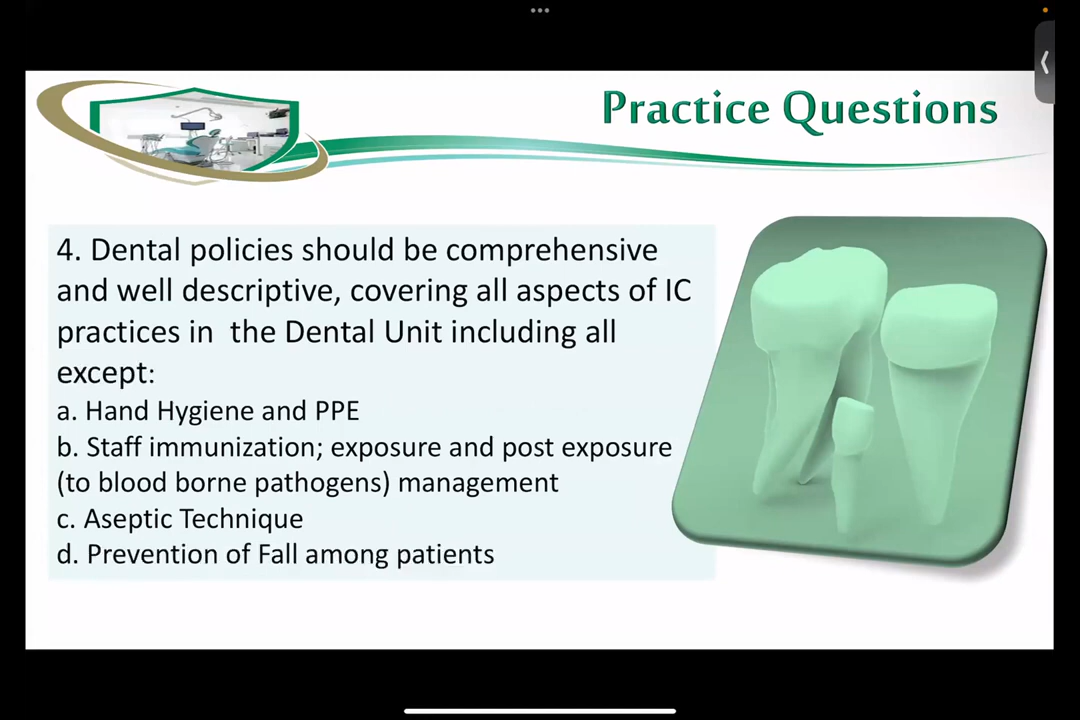 Practice Questions
4. Dental policies should be comprehensive
and well descriptive, covering all aspects of IC
practices in  the Dental Unit including all
except:
a. Hand Hygiene and PPE
b. Staff immunization; exposure and post exposure
(to blood borne pathogens) management
c. Aseptic Technique
d. Prevention of Fall among patients